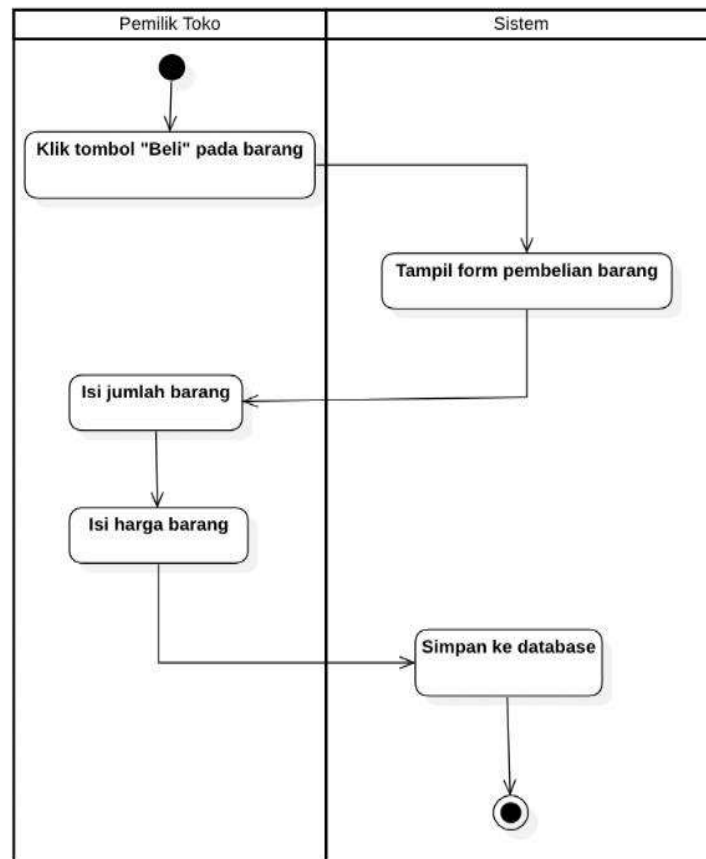 Pemilik Toko
Sistem
Klik tombol "Beli" pada barang
Tampil form pembelian barang
Isi jumlah barang
Isi harga barang
Simpan ke database